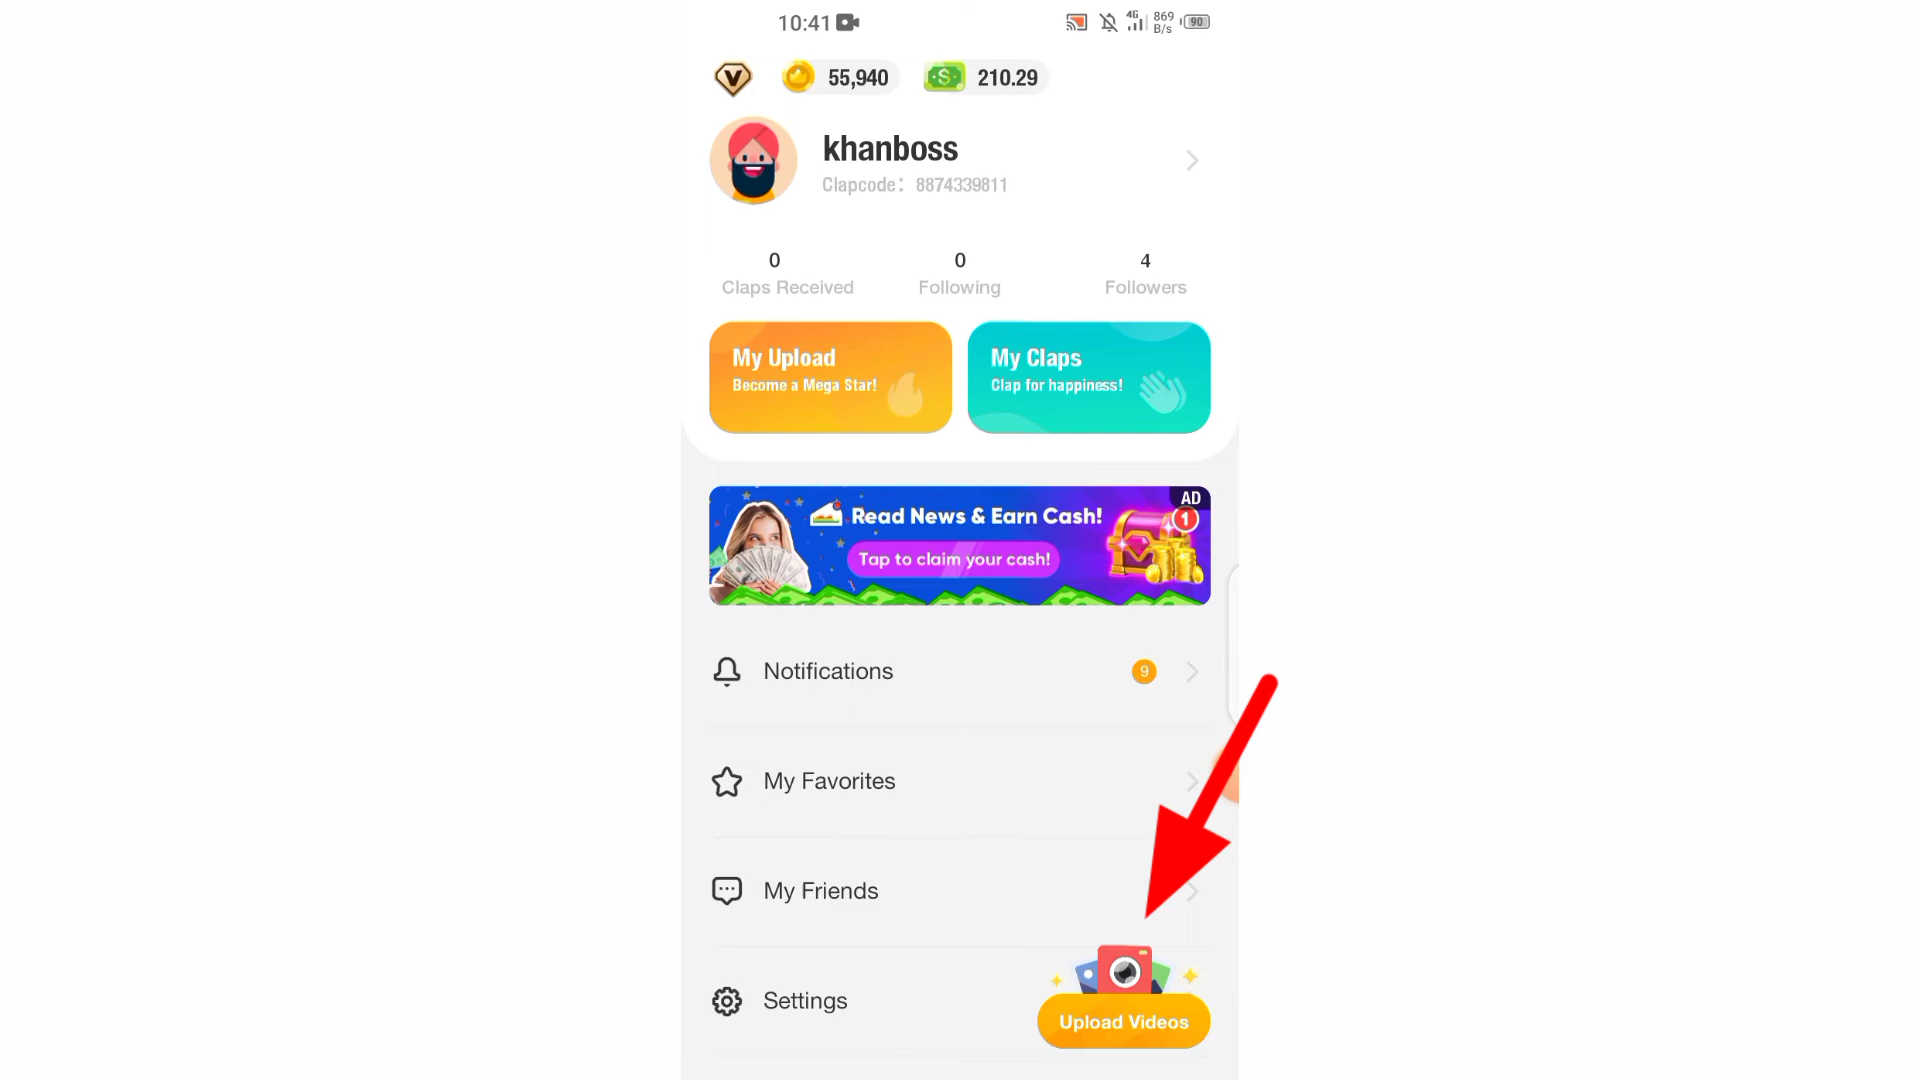 10:41 4G 869 B/s 90
V 55,940 $ 210.29
khanboss
Clapcode: 8874339811
0 0 4
Claps Received Following Followers
My Upload My Claps
Become a Mega Star! Clap for happiness!
AD
Read News & Earn Cash! 1
Tap to claim your cash!
Notifications 9
My Favorites
My Friends
Settings
Upload Videos